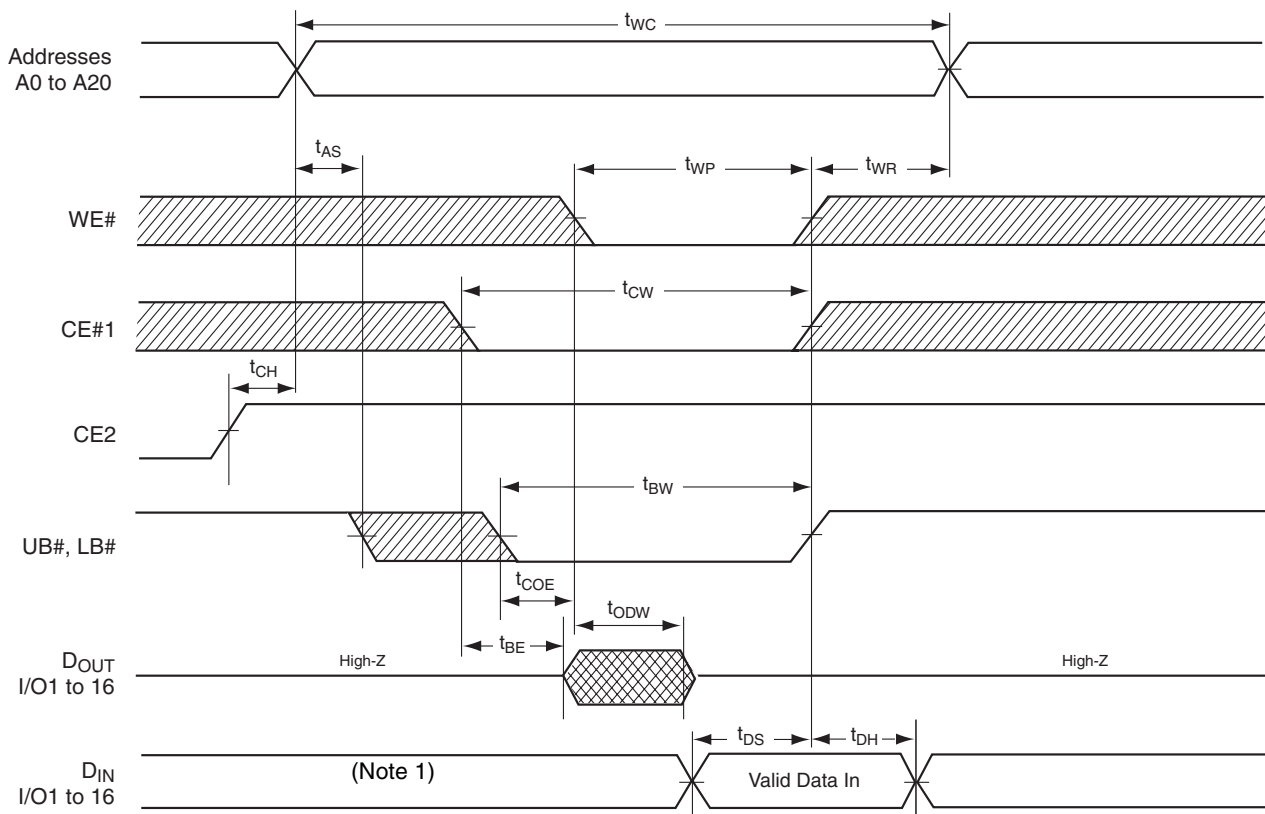 tWC
Addresses
A0 to A20
tAS
tWP
tWR
WE#
tCW
CE#1
tCH
CE2
tBW
UB#, LB#
tCOE
tODW
tBE
DOUT
I/O1 to 16
High-Z
High-Z
tDS
tDH
DIN
I/O1 to 16
(Note 1)
Valid Data In